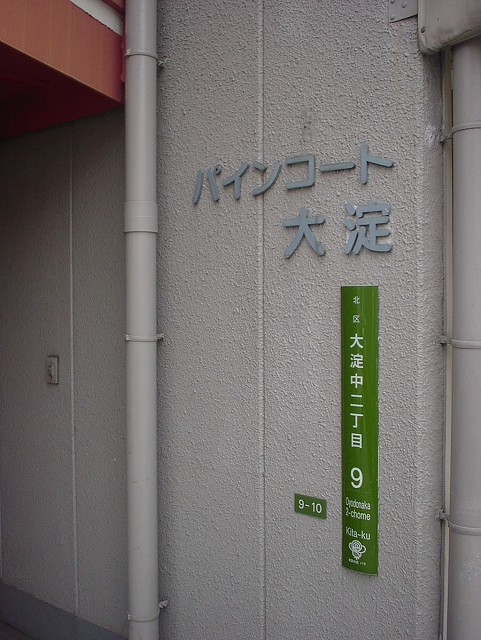 パインコート
大淀
北区
大淀中二丁目
9
Oyodonaka
2-chome
Kita-ku
9-10